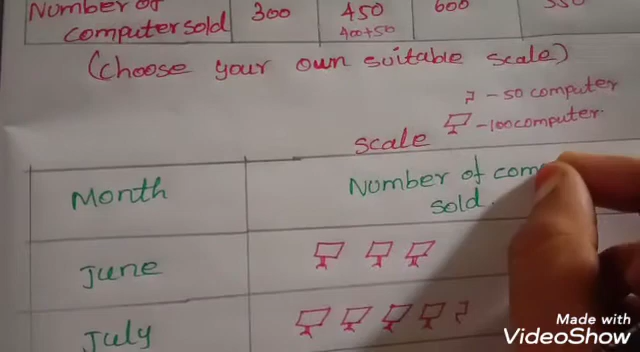 Number of 300 450 600
computer sold 400+50
(choose your own suitable scale)
- 50 computer
scale - 100 computer.
Month Number of com
sold.
June
July
Made with
VideoShow